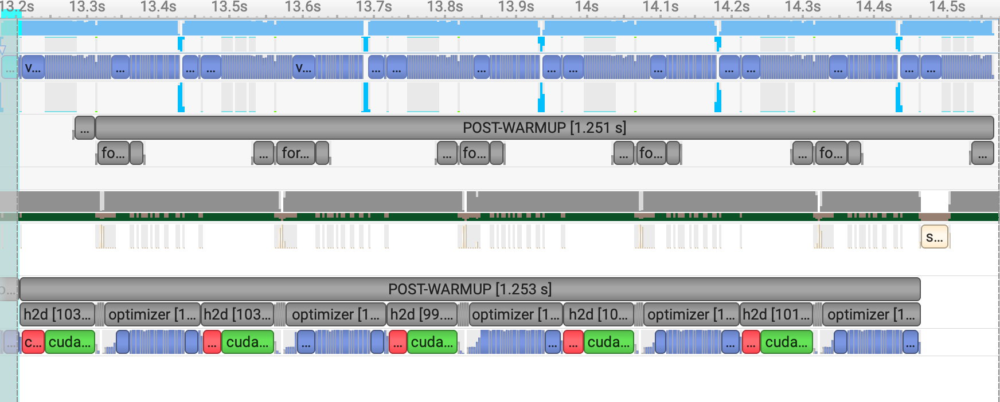 13.2s 13.3s 13.4s 13.5s 13.6s 13.7s 13.8s 13.9s 14s 14.1s 14.2s 14.3s 14.4s 14.5s
... v... ... ... ... v... ... ... ... ... ... ... ... ... ... ... ...
... POST-WARMUP [1.251 s]
fo... ... for... ... fo... ... fo... ... fo... ...
s...
p... POST-WARMUP [1.253 s]
h2d [103... optimizer [1... h2d [103... optimizer [1... h2d [99.... optimizer [1... h2d [10... optimizer [1... h2d [101... optimizer [1...
... c... cuda... ... cuda... ... ... cuda... ... ... cuda... ... ... cuda... ...